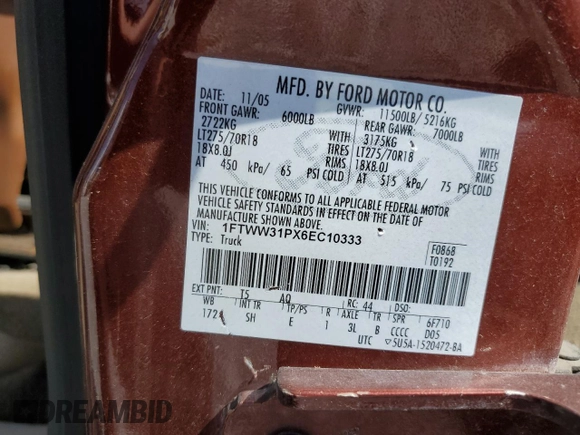 MFD. BY FORD MOTOR CO.
11/05 GVWR: 11500LB/5216KG
FRONT GAWR: 6000LB REAR GAWR: 7000LB
2722KG WITH 3175KG WITH
LT275/70R18 TIRES LT275/70R18 TIRES
18X8.0J RIMS 18X8.0J RIMS
AT 450 kPa/ 65 PSI COLD AT 515 kPa/ 75 PSI COLD
THIS VEHICLE CONFORMS TO ALL APPLICABLE FEDERAL MOTOR
VEHICLE SAFETY STANDARDS IN EFFECT ON THE DATE OF
MANUFACTURE SHOWN ABOVE.
VIN: 1FTWW31PX6EC10333
TYPE: Truck
F0868
T0192
EXT PNT: T5 AQ RC: 44 DSO:
WB INT TR TP/PS R AXLE TR SPR 6F710
172 SH E 1 3L B CCCC D05
UTC ▽5U5A-1520472-BA
DREAMBID